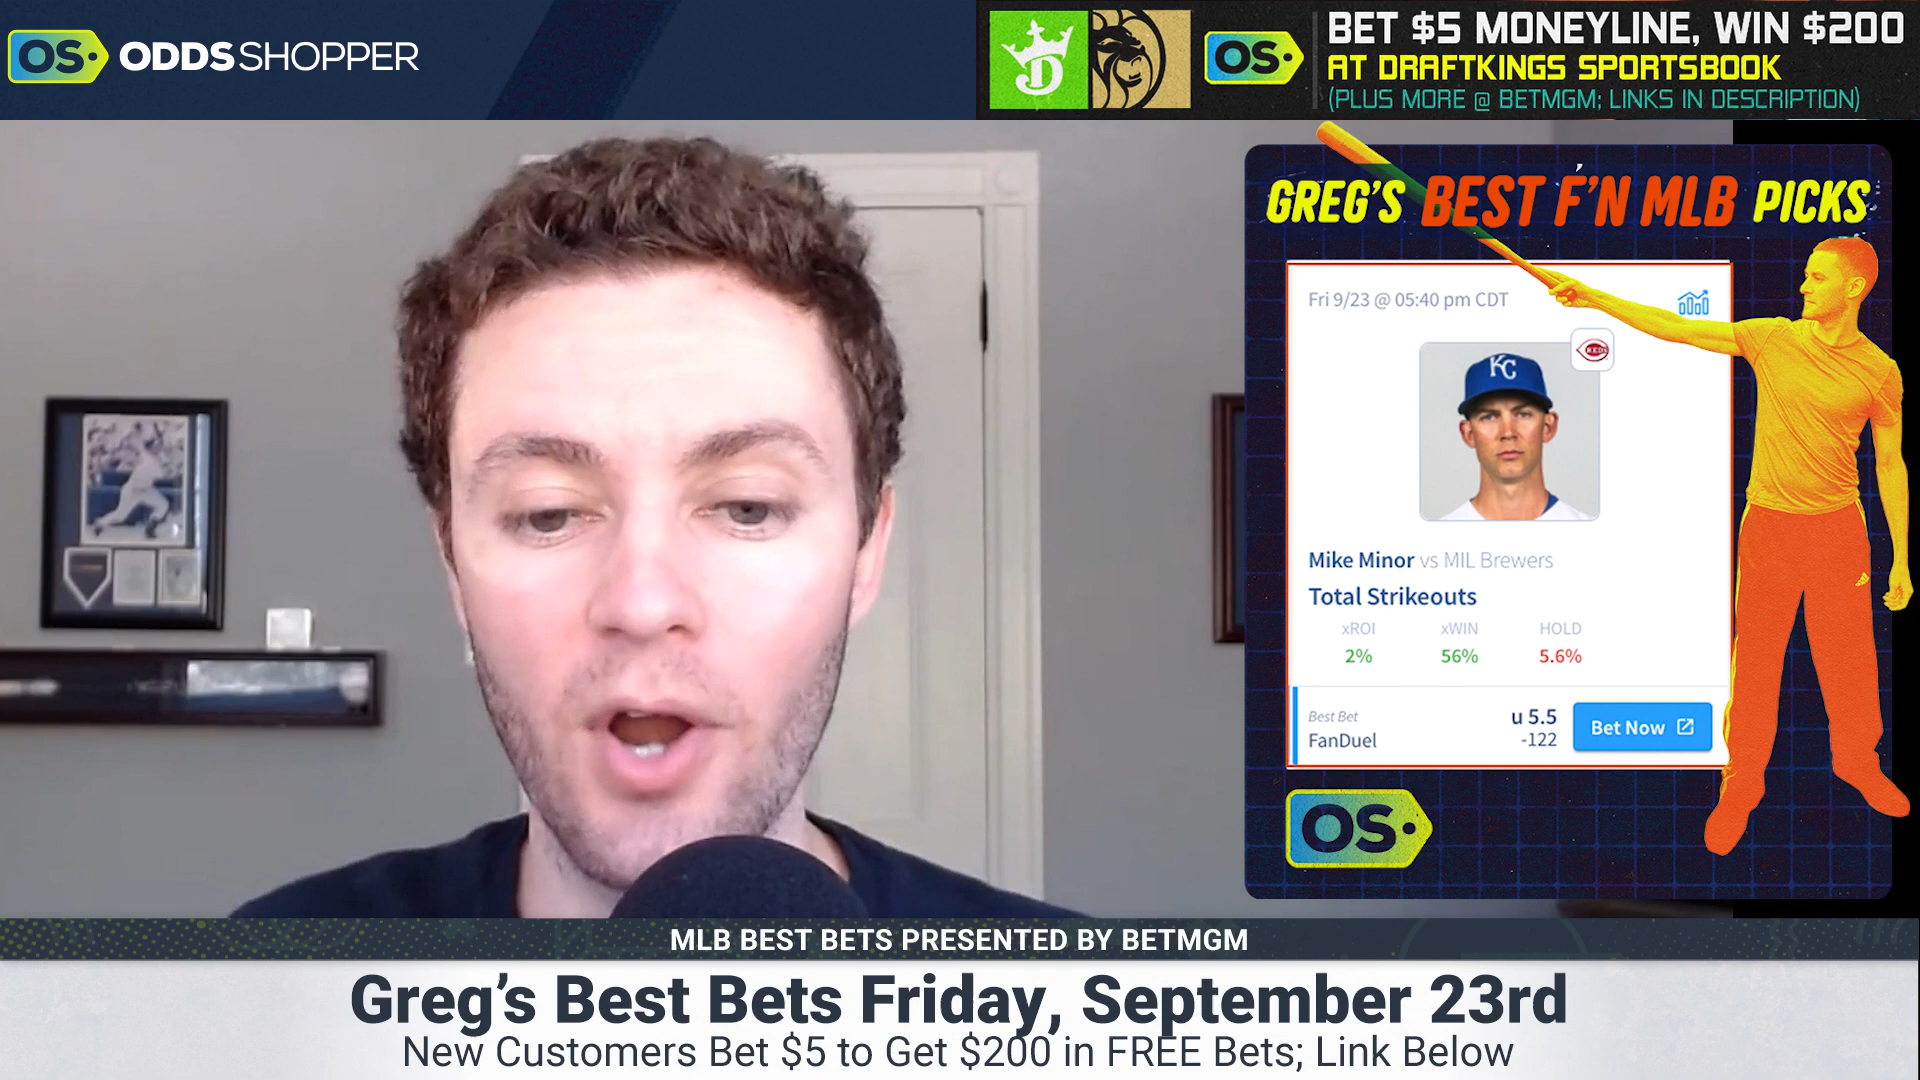 OS. ODDSSHOPPER
OS.
BET $5 MONEYLINE, WIN $200
AT DRAFTKINGS SPORTSBOOK
(PLUS MORE @ BETMGM; LINKS IN DESCRIPTION)
GREG'S BEST F'N MLB PICKS
Fri 9/23 @ 05:40 pm CDT
REDS
KC
Mike Minor vs MIL Brewers
Total Strikeouts
xROI xWIN HOLD
2% 56% 5.6%
Best Bet
FanDuel
u 5.5
-122
Bet Now
OS.
MLB BEST BETS PRESENTED BY BETMGM
Greg's Best Bets Friday, September 23rd
New Customers Bet $5 to Get $200 in FREE Bets; Link Below